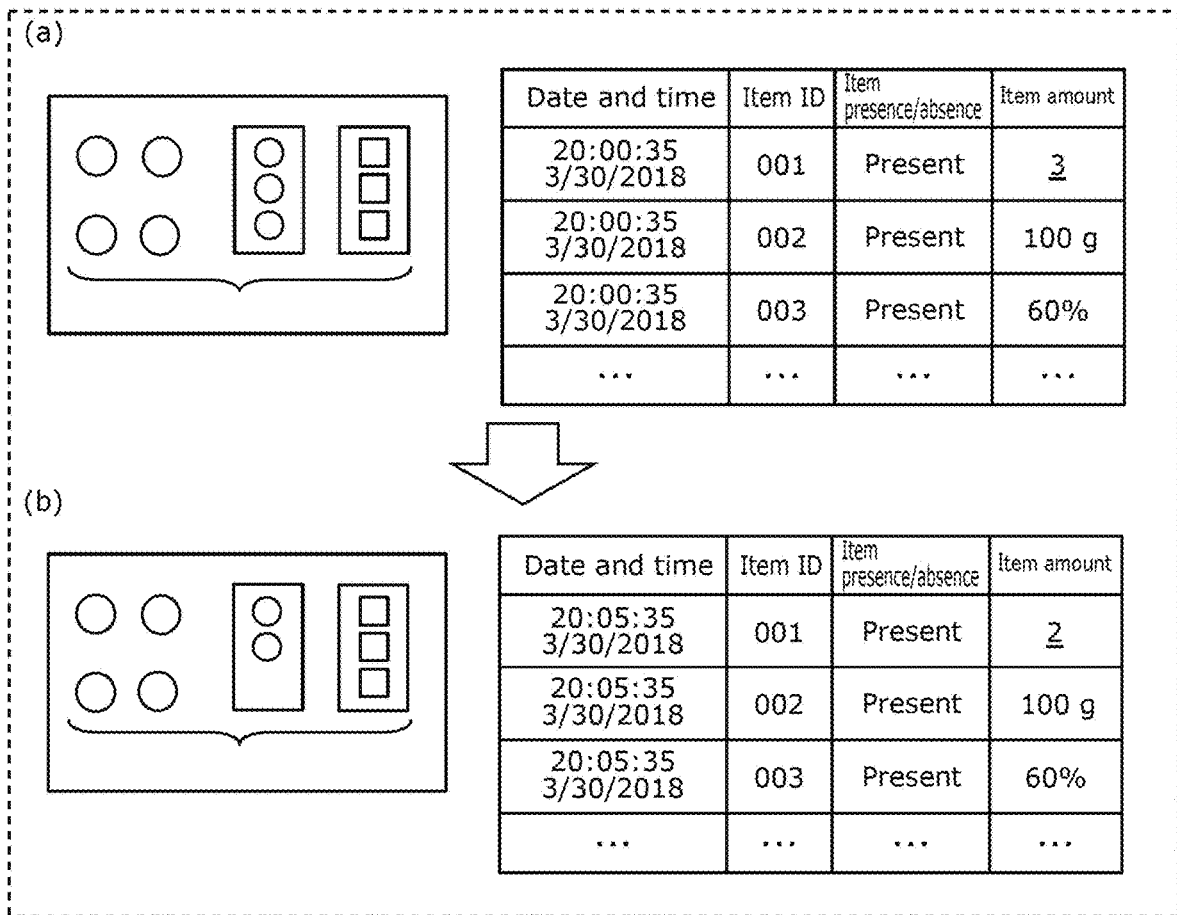 (a)
Date and time Item ID Item presence/absence Item amount
20:00:35 3/30/2018 001 Present 3
20:00:35 3/30/2018 002 Present 100 g
20:00:35 3/30/2018 003 Present 60%
... ... ... ...
(b)
Date and time Item ID Item presence/absence Item amount
20:05:35 3/30/2018 001 Present 2
20:05:35 3/30/2018 002 Present 100 g
20:05:35 3/30/2018 003 Present 60%
... ... ... ...